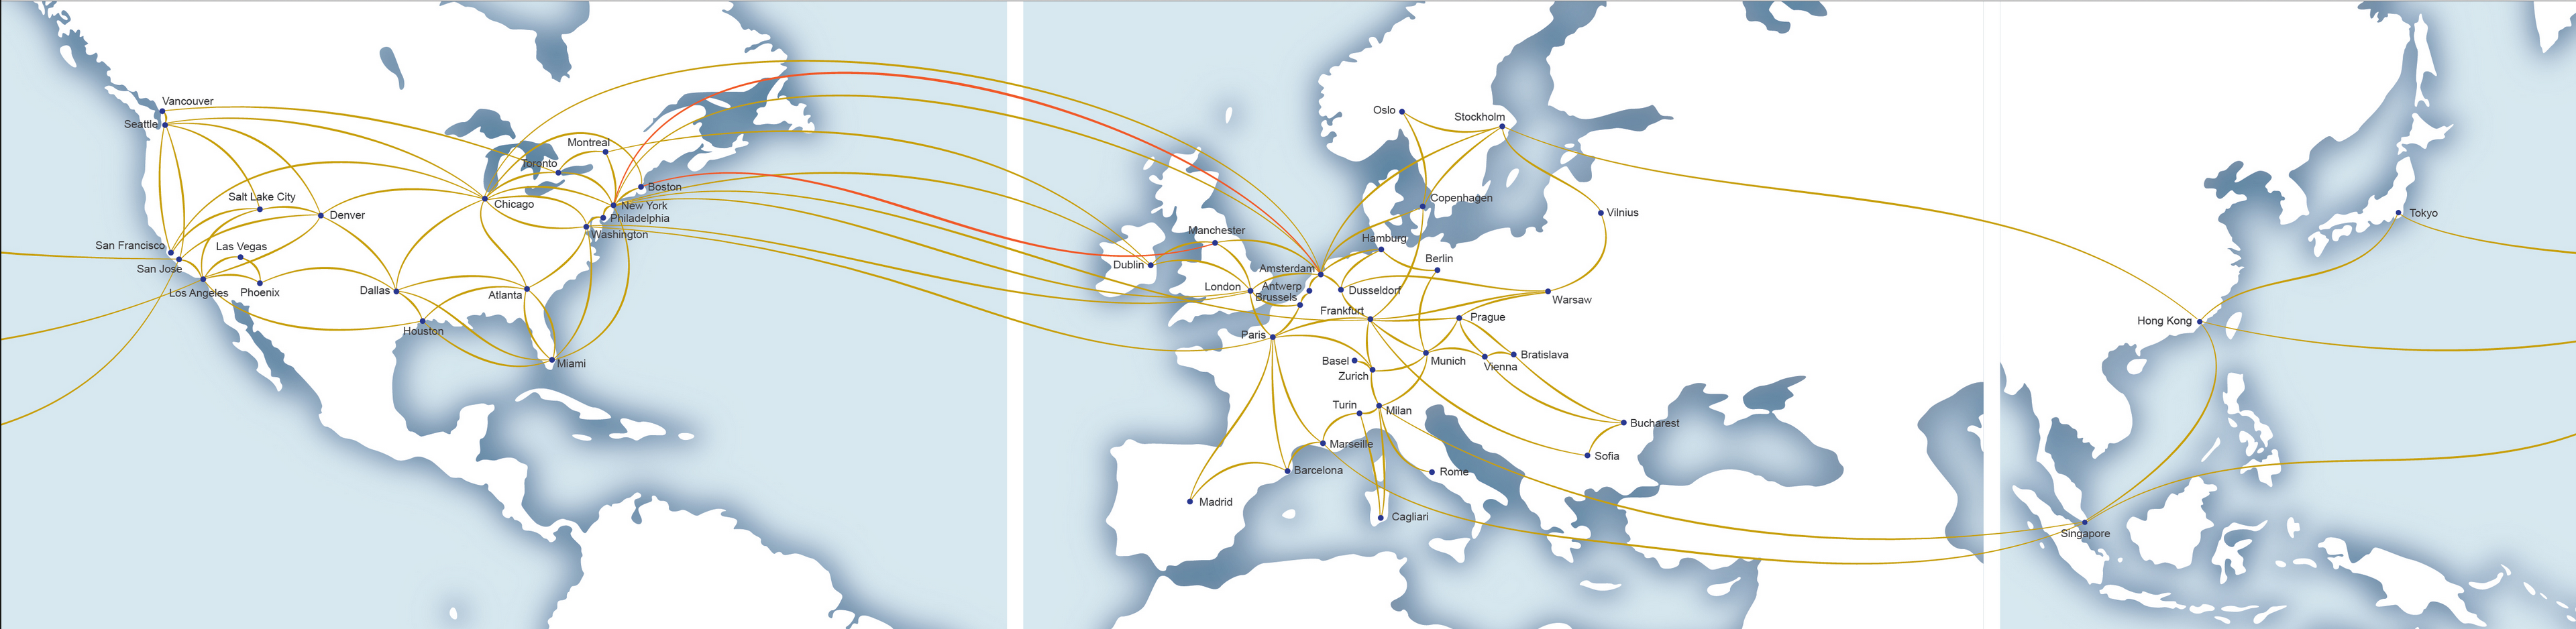 Vancouver
Seattle
Montreal
Toronto
Boston
Salt Lake City
Chicago
New York
Denver
Philadelphia
Washington
San Francisco
Las Vegas
San Jose
Los Angeles
Phoenix
Dallas
Atlanta
Houston
Miami
Oslo
Stockholm
Copenhagen
Vilnius
Manchester
Hamburg
Dublin
Amsterdam
Berlin
London
Antwerp
Brussels
Dusseldorf
Warsaw
Frankfurt
Prague
Paris
Basel
Munich
Bratislava
Zurich
Vienna
Turin
Milan
Bucharest
Marseille
Sofia
Barcelona
Rome
Madrid
Cagliari
Tokyo
Hong Kong
Singapore